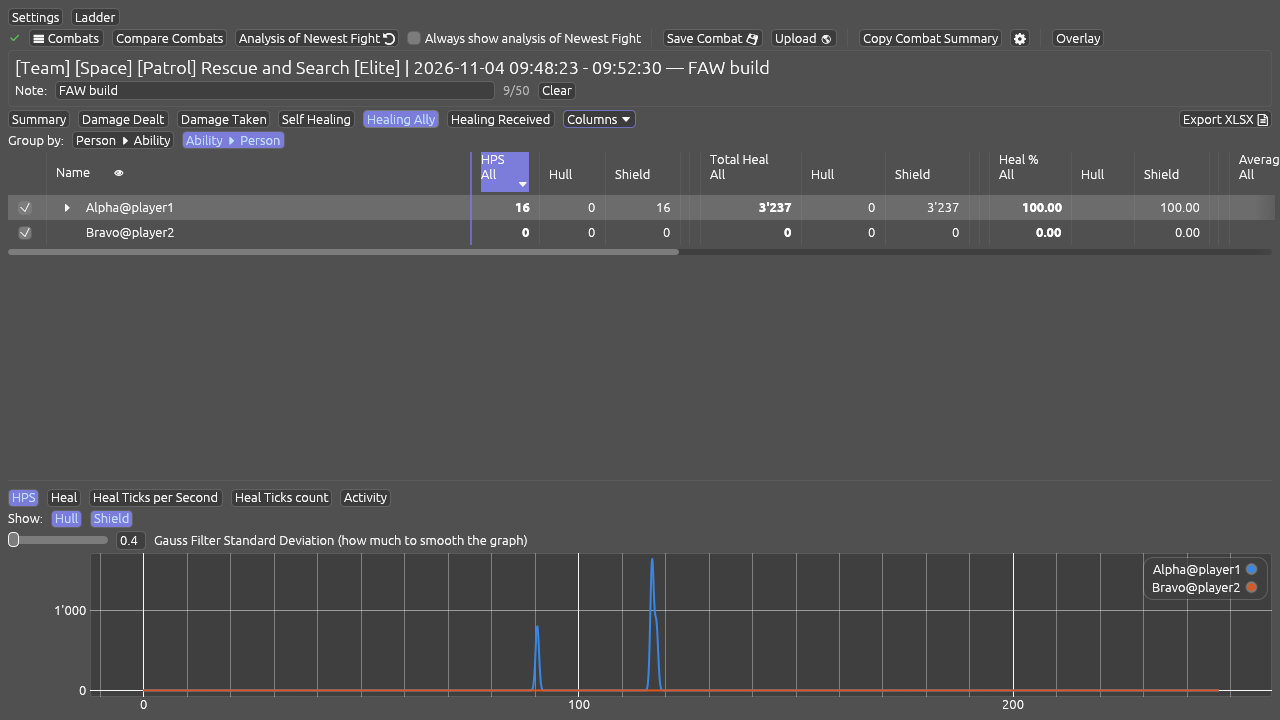 Settings Ladder
Combats Compare Combats Analysis of Newest Fight Always show analysis of Newest Fight Save Combat Upload Copy Combat Summary Overlay
[Team] [Space] [Patrol] Rescue and Search [Elite] | 2026-11-04 09:48:23 - 09:52:30 — FAW build
Note: FAW build 9/50 Clear
Summary Damage Dealt Damage Taken Self Healing Healing Ally Healing Received Columns Export XLSX
Group by: Person Ability Ability Person
HPS Total Heal Heal % Averag
Name All Hull Shield All Hull Shield All Hull Shield All
Alpha@player1 16 0 16 3'237 0 3'237 100.00 100.00
Bravo@player2 0 0 0 0 0 0 0.00 0.00
HPS Heal Heal Ticks per Second Heal Ticks count Activity
Show: Hull Shield
0.4 Gauss Filter Standard Deviation (how much to smooth the graph)
Alpha@player1
Bravo@player2
1'000
0
0 100 200